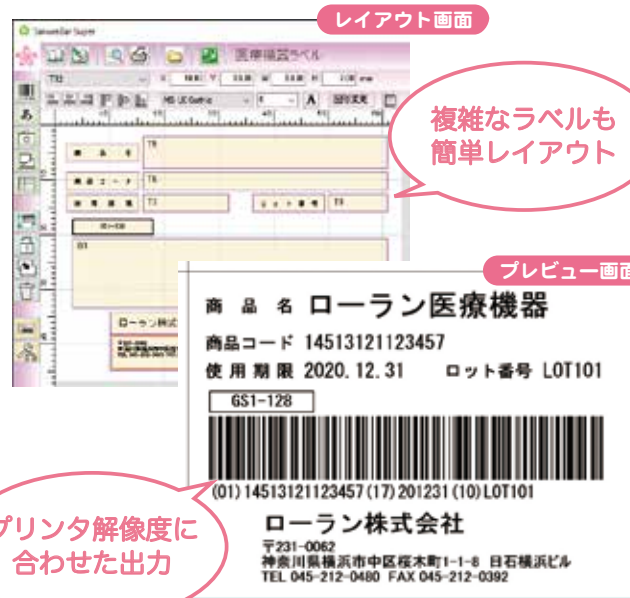 レイアウト画面
医療機器ラベル
複雑なラベルも
簡単レイアウト
T1
GS1-128
G1
プレビュー画面
商 品 名 ローラン医療機器
商品コード 14513121123457
使用期限 2020.12.31 ロット番号 LOT101
GS1-128
(01)14513121123457(17)201231(10)LOT101
プリンタ解像度に
合わせた出力
ローラン株式会社
〒231-0062
神奈川県横浜市中区桜木町1-1-8 日石横浜ビル
TEL 045-212-0480 FAX 045-212-0392